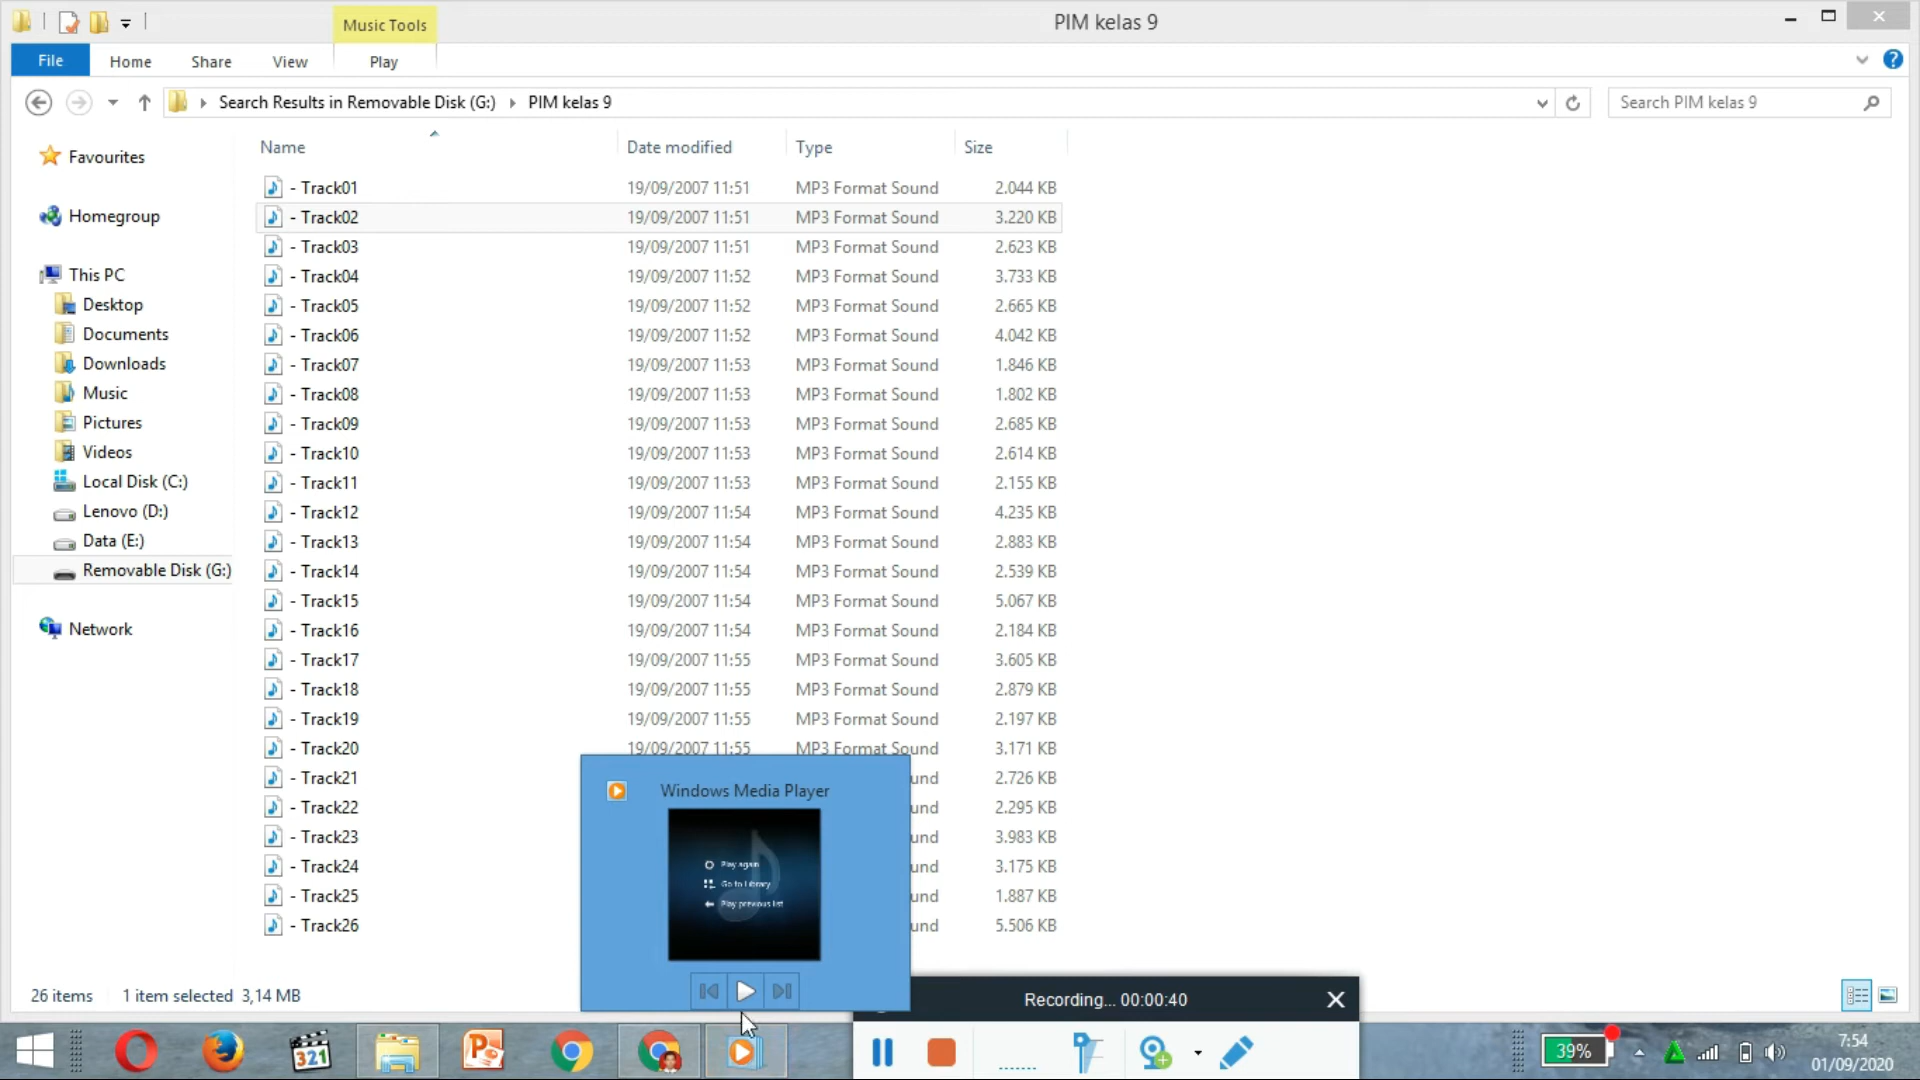 Music Tools
PIM kelas 9
File Home Share View Play
Search Results in Removable Disk (G:) PIM kelas 9
Search PIM kelas 9
Name Date modified Type Size
Favourites
Homegroup
This PC
Desktop
Documents
Downloads
Music
Pictures
Videos
Local Disk (C:)
Lenovo (D:)
Data (E:)
Removable Disk (G:)
Network
- Track01 19/09/2007 11:51 MP3 Format Sound 2.044 KB
- Track02 19/09/2007 11:51 MP3 Format Sound 3.220 KB
- Track03 19/09/2007 11:51 MP3 Format Sound 2.623 KB
- Track04 19/09/2007 11:52 MP3 Format Sound 3.733 KB
- Track05 19/09/2007 11:52 MP3 Format Sound 2.665 KB
- Track06 19/09/2007 11:52 MP3 Format Sound 4.042 KB
- Track07 19/09/2007 11:53 MP3 Format Sound 1.846 KB
- Track08 19/09/2007 11:53 MP3 Format Sound 1.802 KB
- Track09 19/09/2007 11:53 MP3 Format Sound 2.685 KB
- Track10 19/09/2007 11:53 MP3 Format Sound 2.614 KB
- Track11 19/09/2007 11:53 MP3 Format Sound 2.155 KB
- Track12 19/09/2007 11:54 MP3 Format Sound 4.235 KB
- Track13 19/09/2007 11:54 MP3 Format Sound 2.883 KB
- Track14 19/09/2007 11:54 MP3 Format Sound 2.539 KB
- Track15 19/09/2007 11:54 MP3 Format Sound 5.067 KB
- Track16 19/09/2007 11:54 MP3 Format Sound 2.184 KB
- Track17 19/09/2007 11:55 MP3 Format Sound 3.605 KB
- Track18 19/09/2007 11:55 MP3 Format Sound 2.879 KB
- Track19 19/09/2007 11:55 MP3 Format Sound 2.197 KB
- Track20 19/09/2007 11:55 MP3 Format Sound 3.171 KB
- Track21 und 2.726 KB
- Track22 und 2.295 KB
- Track23 und 3.983 KB
- Track24 und 3.175 KB
- Track25 und 1.887 KB
- Track26 und 5.506 KB
Windows Media Player
Play again
Go to Library
Play previous list
26 items 1 item selected 3,14 MB
Recording... 00:00:40
321
P
39%
7:54
01/09/2020